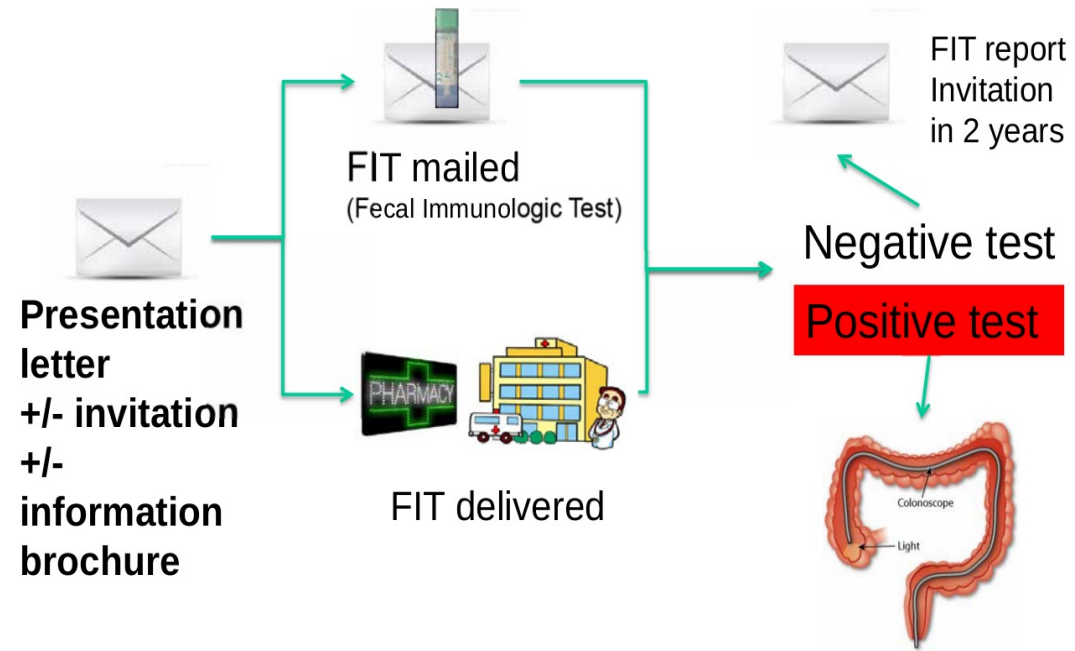 Presentation
letter
+/- invitation
+/-
information
brochure
FIT mailed
(Fecal Immunologic Test)
PHARMACY
FIT delivered
FIT report
Invitation
in 2 years
Negative test
Positive test
Colonoscope
Light